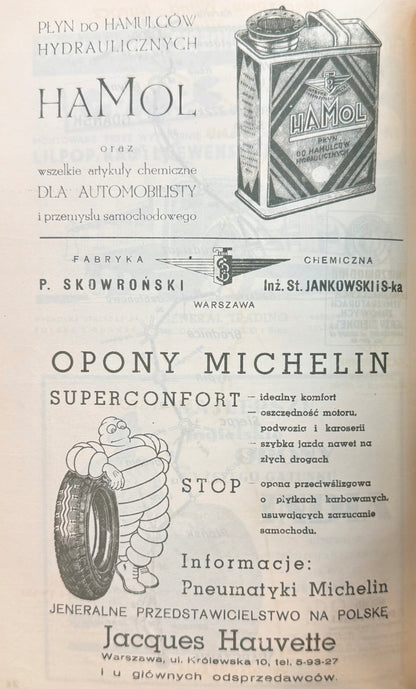 PŁYN DO HAMULCÓW
HYDRAULICZNYCH
HAMOL
oraz
wszelkie artykuły chemiczne
DLA AUTOMOBILISTY
i przemysłu samochodowego
HAMOL
PŁYN
DO HAMULCÓW
HYDRAULICZNYCH
FABRYKA
CHEMICZNA
P. SKOWROŃSKI
Inż. St. JANKOWSKI i S-ka
WARSZAWA
OPONY MICHELIN
SUPERCONFORT – idealny komfort
– oszczędność motoru,
podwozia i karoserii
– szybka jazda nawet na
złych drogach
STOP – opona przeciwślizgowa
o płytkach karbowanych,
usuwających zarzucanie
samochodu.
Informacje:
Pneumatyki Michelin
JENERALNE PRZEDSTAWICIELSTWO NA POLSKĘ
Jacques Hauvette
Warszawa, ul. Królewska 10, tel. 5-93-27
i u głównych odsprzedawców.